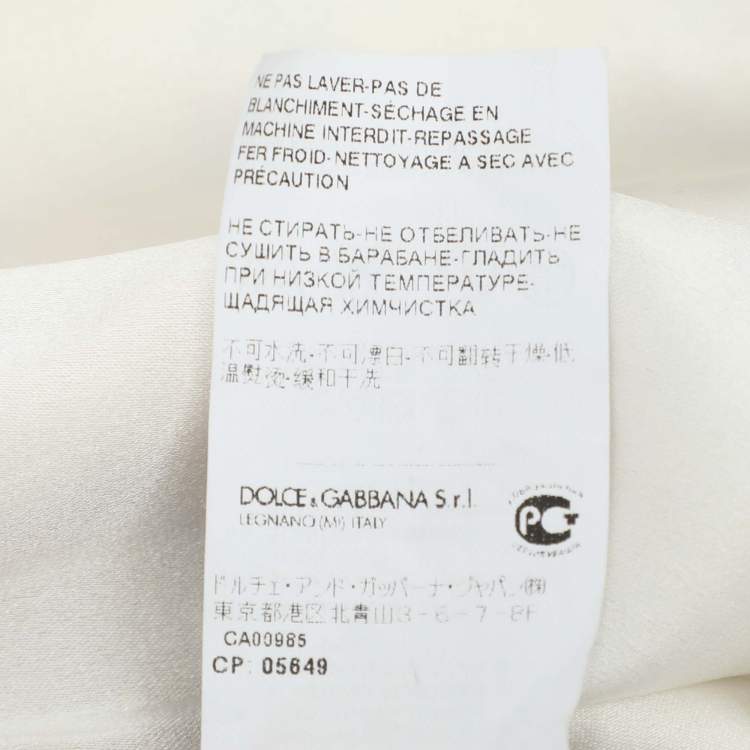 NE PAS LAVER-PAS DE
BLANCHIMENT-SÉCHAGE EN
MACHINE INTERDIT-REPASSAGE
FER FROID-NETTOYAGE A SEC AVEC
PRÉCAUTION
НЕ СТИРАТЬ-НЕ ОТБЕЛИВАТЬ-НЕ
СУШИТЬ В БАРАБАНЕ-ГЛАДИТЬ
ПРИ НИЗКОЙ ТЕМПЕРАТУРЕ-
ЩАДЯЩАЯ ХИМЧИСТКА
不可水洗-不可漂白-不可翻转干燥-低
温熨烫-缓和干洗
DOLCE & GABBANA S.r.l.
LEGNANO (MI) ITALY
РСТ
ドルチェ・アンド・ガッバーナ・ジャパン(株)
東京都港区北青山3-6-7-8F
CA00985
CP: 05649